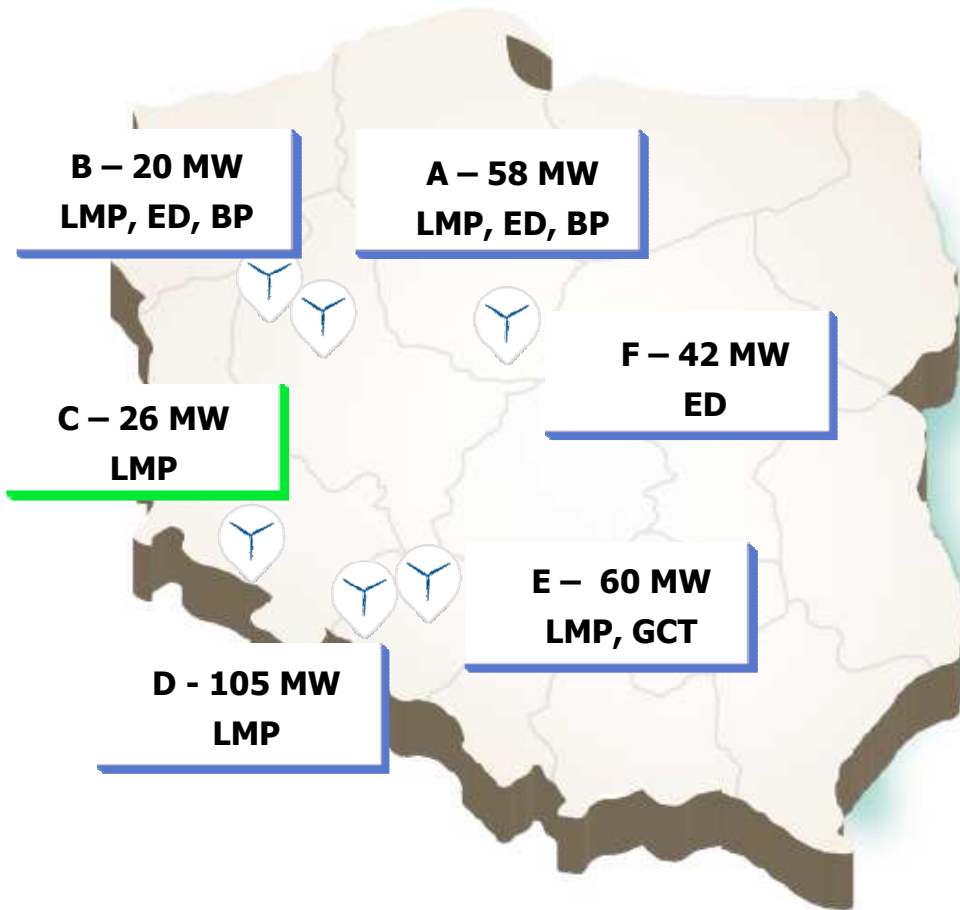 B – 20 MW
LMP, ED, BP
A – 58 MW
LMP, ED, BP
F – 42 MW
ED
C – 26 MW
LMP
E –  60 MW
LMP, GCT
D - 105 MW
LMP